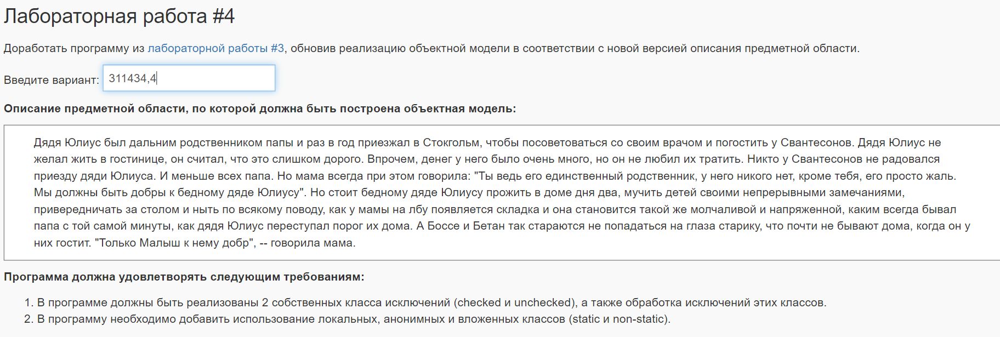 Лабораторная работа #4
Доработать программу из лабораторной работы #3, обновив реализацию объектной модели в соответствии с новой версией описания предметной области.
Введите вариант: 311434,4
Описание предметной области, по которой должна быть построена объектная модель:
Дядя Юлиус был дальним родственником папы и раз в год приезжал в Стокгольм, чтобы посоветоваться со своим врачом и погостить у Свантесонов. Дядя Юлиус не
желал жить в гостинице, он считал, что это слишком дорого. Впрочем, денег у него было очень много, но он не любил их тратить. Никто у Свантесонов не радовался
приезду дяди Юлиуса. И меньше всех папа. Но мама всегда при этом говорила: "Ты ведь его единственный родственник, у него никого нет, кроме тебя, его просто жаль.
Мы должны быть добры к бедному дяде Юлиусу". Но стоит бедному дяде Юлиусу прожить в доме дня два, мучить детей своими непрерывными замечаниями,
привередничать за столом и ныть по всякому поводу, как у мамы на лбу появляется складка и она становится такой же молчаливой и напряженной, каким всегда бывал
папа с той самой минуты, как дядя Юлиус переступал порог их дома. А Боссе и Бетан так стараются не попадаться на глаза старику, что почти не бывают дома, когда он у
них гостит. "Только Малыш к нему добр", -- говорила мама.
Программа должна удовлетворять следующим требованиям:
1. В программе должны быть реализованы 2 собственных класса исключений (checked и unchecked), а также обработка исключений этих классов.
2. В программу необходимо добавить использование локальных, анонимных и вложенных классов (static и non-static).